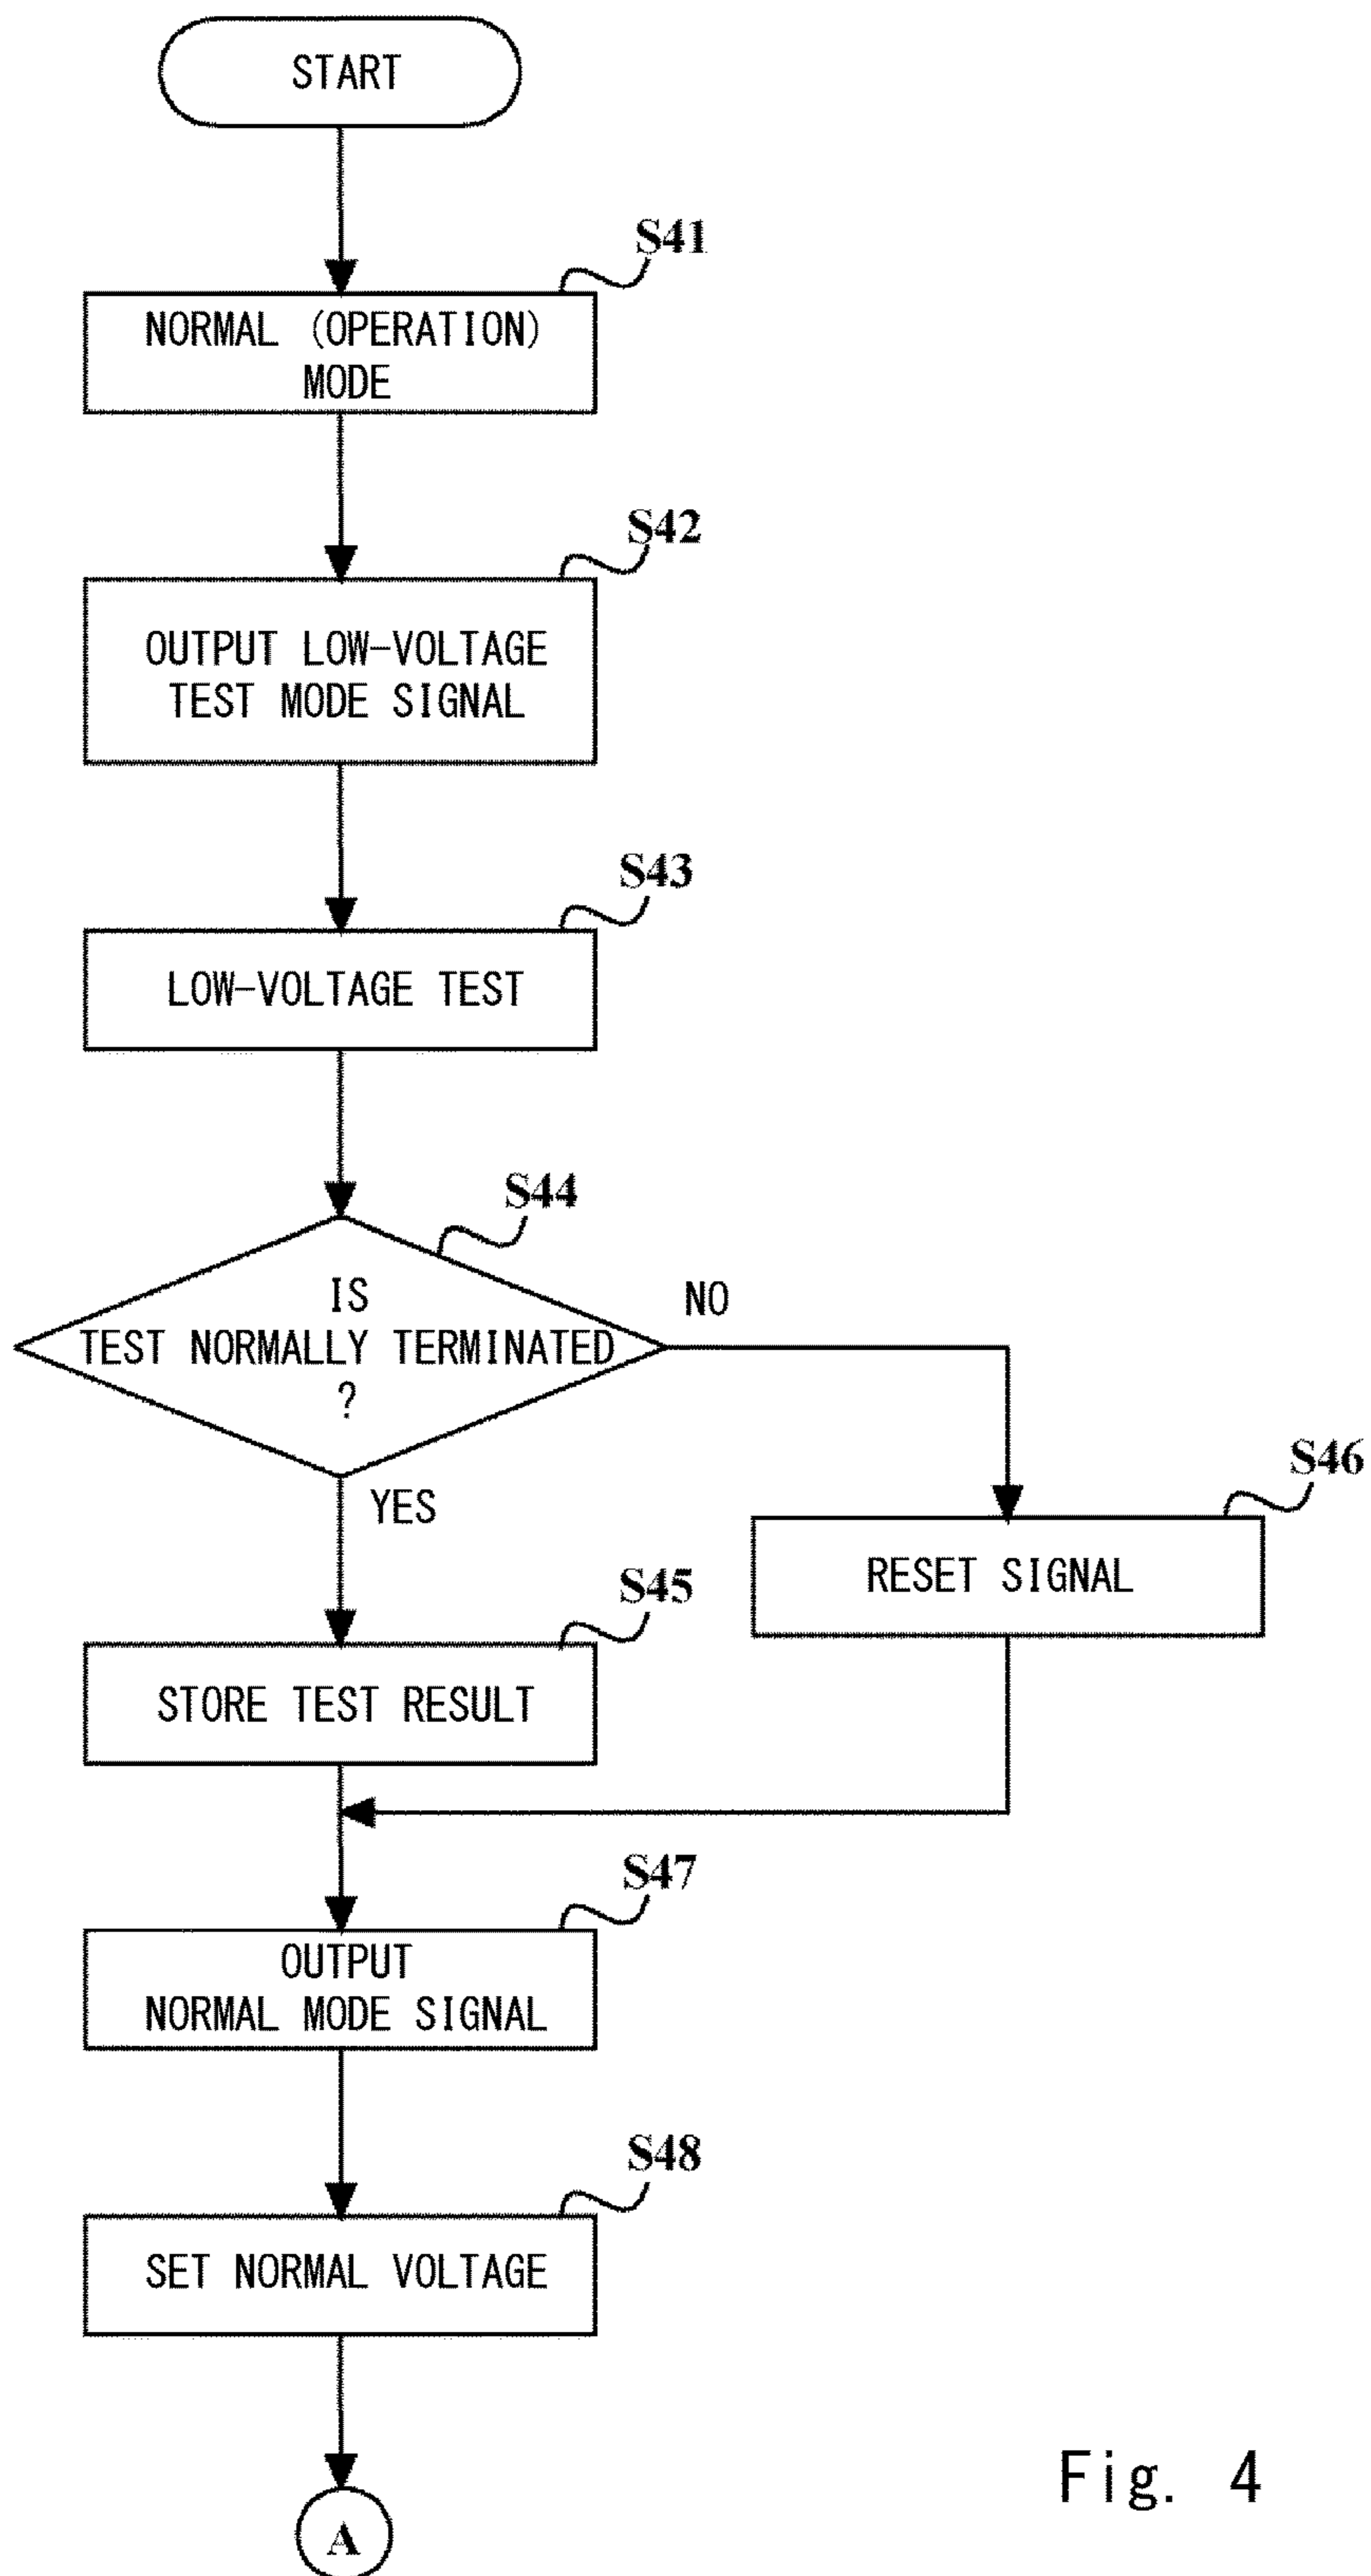 START
S41
NORMAL (OPERATION)
MODE
S42
OUTPUT LOW-VOLTAGE
TEST MODE SIGNAL
S43
LOW-VOLTAGE TEST
S44
IS
TEST NORMALLY TERMINATED
?
NO
YES
S46
RESET SIGNAL
S45
STORE TEST RESULT
S47
OUTPUT
NORMAL MODE SIGNAL
S48
SET NORMAL VOLTAGE
A
Fig. 4